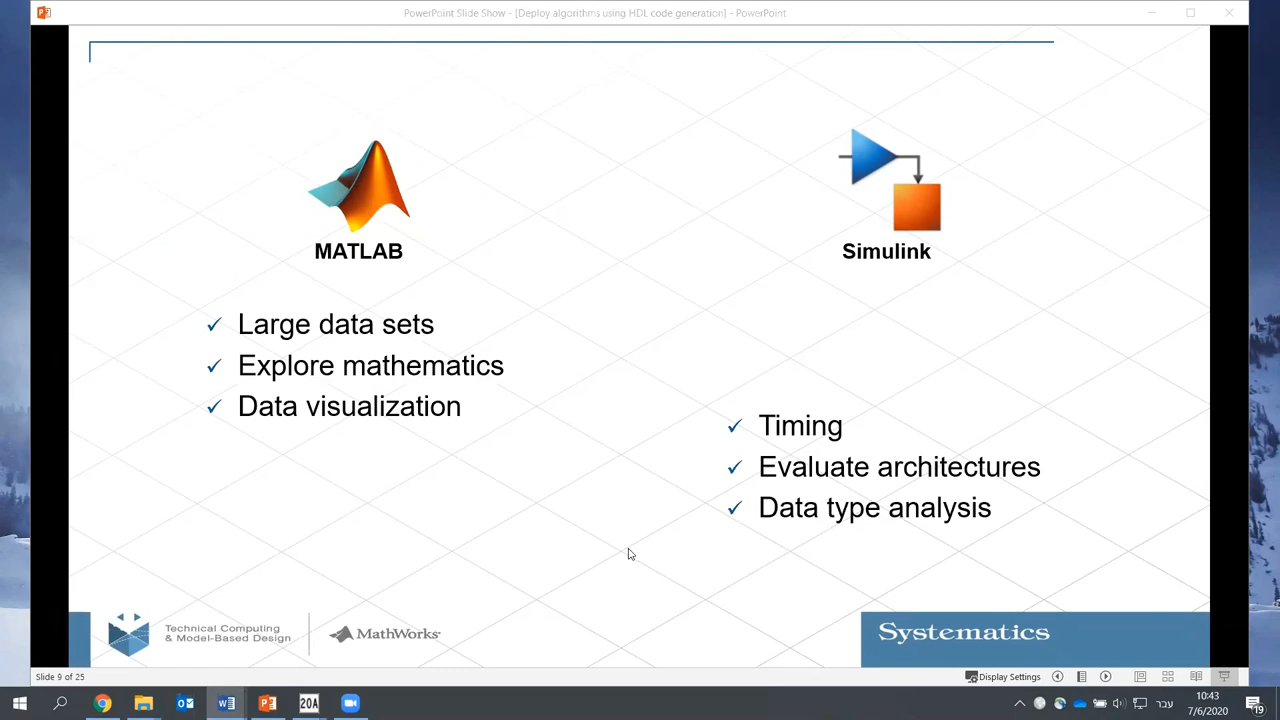 PowerPoint Slide Show - [Deploy algorithms using HDL code generation] - PowerPoint
MATLAB
Simulink
Large data sets
Explore mathematics
Data visualization
Timing
Evaluate architectures
Data type analysis
Technical Computing
& Model-Based Design
MathWorks
Systematics
Slide 9 of 25
Display Settings
20A
עבר
10:43
7/6/2020
19